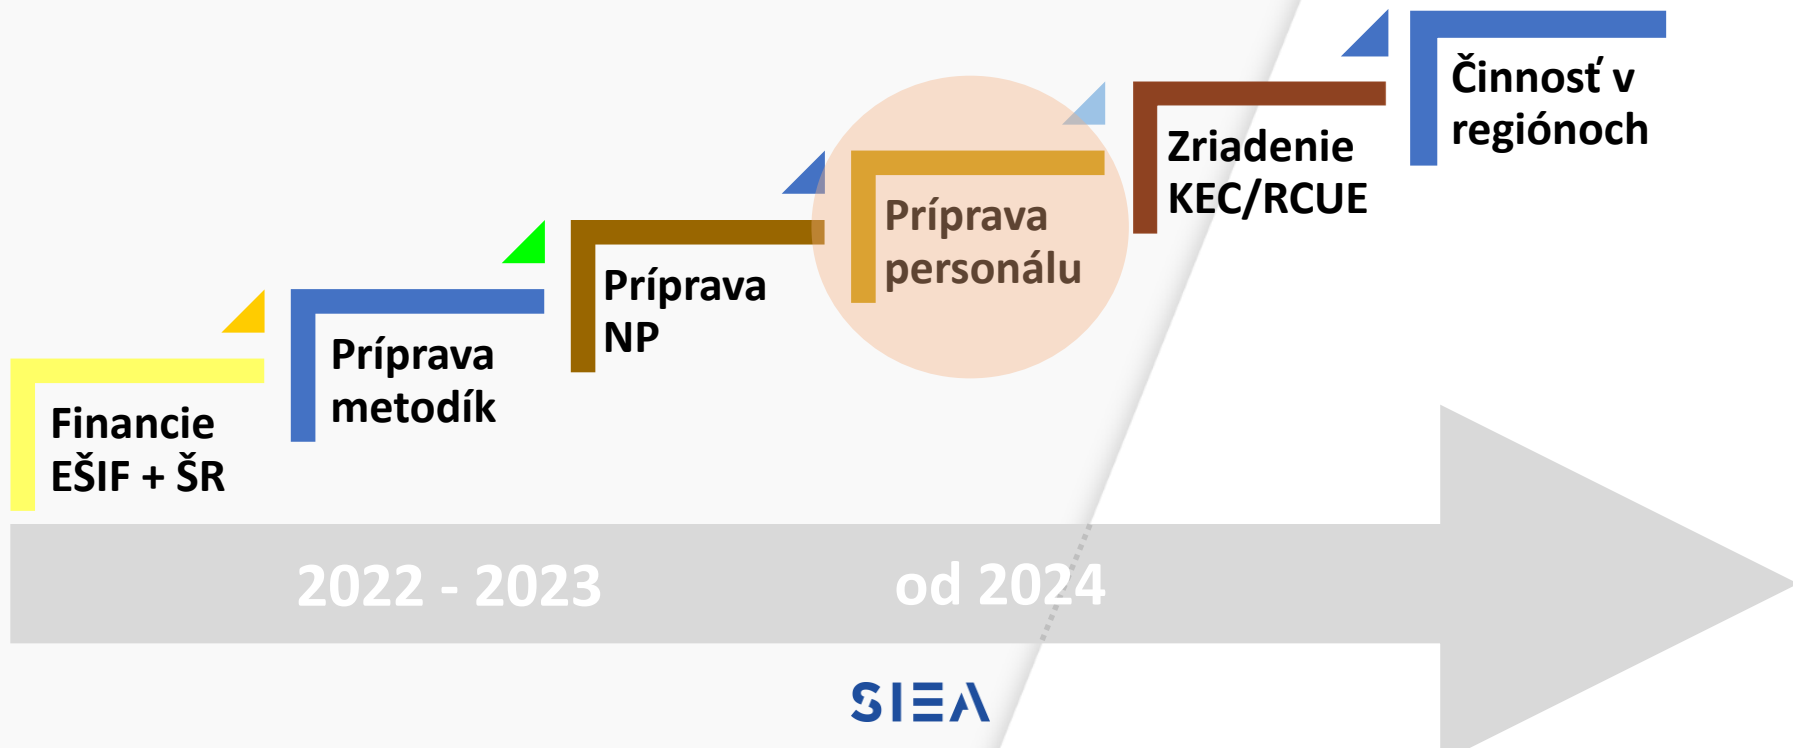 Financie
EŠIF + ŠR
Príprava
metodík
Príprava
NP
Príprava
personálu
Zriadenie
KEC/RCUE
Činnosť v
regiónoch
2022 - 2023
od 2024
SIEA